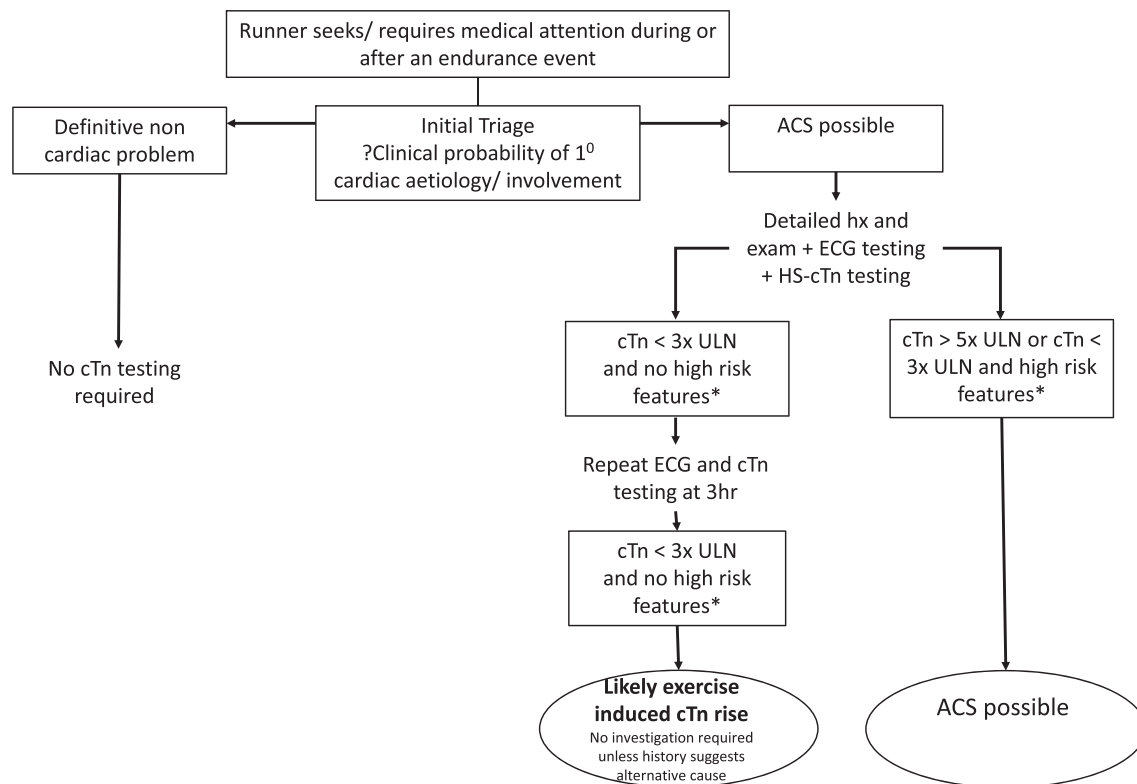 Runner seeks/ requires medical attention during or
after an endurance event
Definitive non
cardiac problem
Initial Triage
?Clinical probability of 1⁰
cardiac aetiology/ involvement
ACS possible
Detailed hx and
exam + ECG testing
+ HS-cTn testing
No cTn testing
required
cTn < 3x ULN
and no high risk
features*
cTn > 5x ULN or cTn <
3x ULN and high risk
features*
Repeat ECG and cTn
testing at 3hr
cTn < 3x ULN
and no high risk
features*
Likely exercise
induced cTn rise
No investigation required
unless history suggests
alternative cause
ACS possible